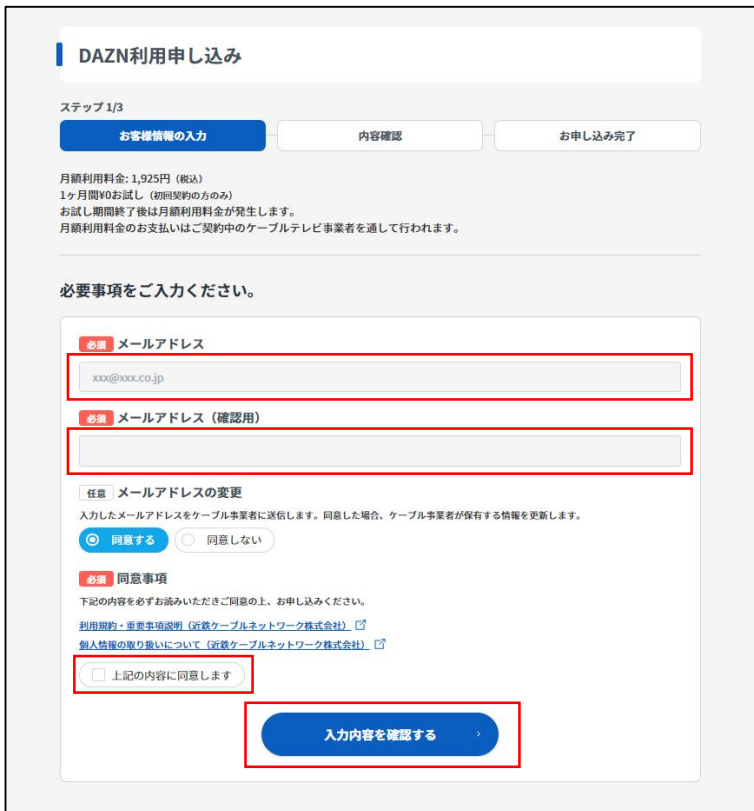 DAZN利用申し込み
ステップ 1/3
お客様情報の入力
内容確認
お申し込み完了
月額利用料金: 1,925円（税込）
1ヶ月間¥0お試し（初回契約の方のみ）
お試し期間終了後は月額利用料金が発生します。
月額利用料金のお支払いはご契約中のケーブルテレビ事業者を通して行われます。
必要事項をご入力ください。
必須 メールアドレス
xxx@xxx.co.jp
必須 メールアドレス（確認用）
任意 メールアドレスの変更
入力したメールアドレスをケーブル事業者に送信します。同意した場合、ケーブル事業者が保有する情報を更新します。
同意する 同意しない
必須 同意事項
下記の内容を必ずお読みいただきご同意の上、お申し込みください。
利用規約・重要事項説明（近鉄ケーブルネットワーク株式会社）
個人情報の取り扱いについて（近鉄ケーブルネットワーク株式会社）
上記の内容に同意します
入力内容を確認する